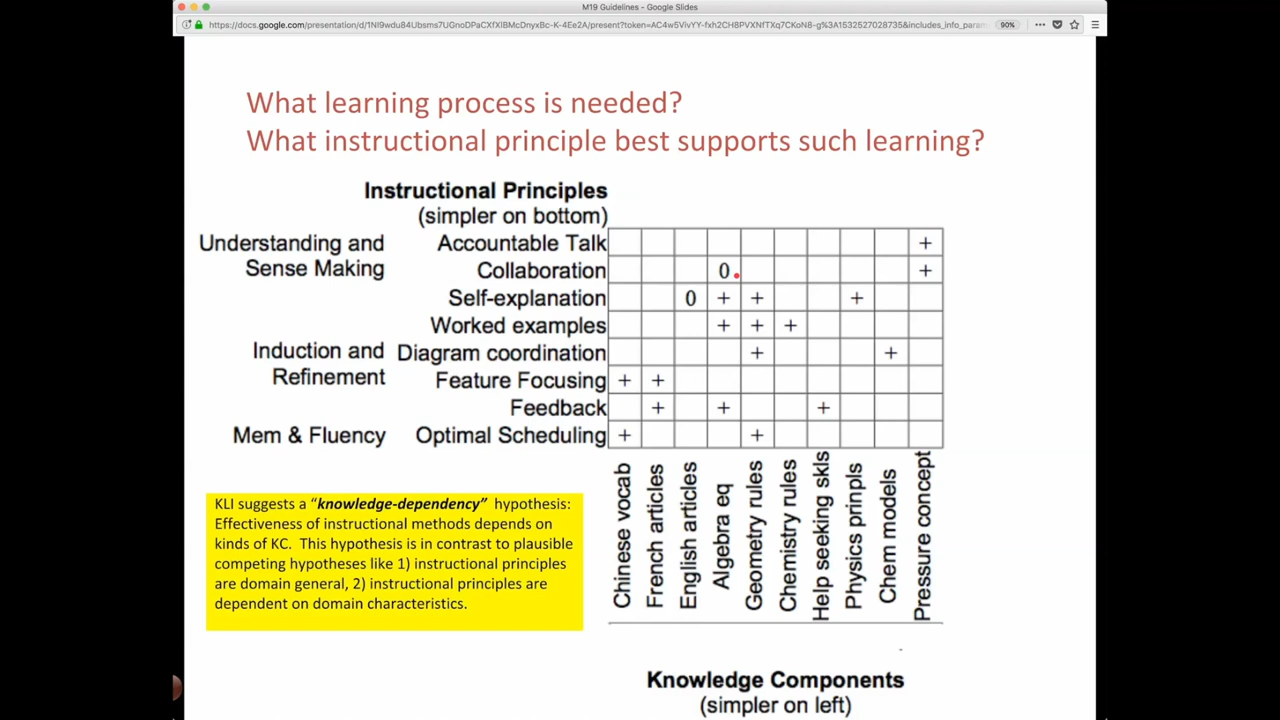 M19 Guidelines - Google Slides
90%
What learning process is needed?
What instructional principle best supports such learning?
Instructional Principles
(simpler on bottom)
Understanding and
Sense Making
Accountable Talk +
Collaboration 0 +
Self-explanation 0 + + +
Worked examples + + +
Induction and
Refinement
Diagram coordination + +
Feature Focusing + +
Feedback + + +
Mem & Fluency Optimal Scheduling + +
Chinese vocab
French articles
English articles
Algebra eq
Geometry rules
Chemistry rules
Help seeking skls
Physics prinpls
Chem models
Pressure concept
KLI suggests a “knowledge-dependency” hypothesis:
Effectiveness of instructional methods depends on
kinds of KC. This hypothesis is in contrast to plausible
competing hypotheses like 1) instructional principles
are domain general, 2) instructional principles are
dependent on domain characteristics.
Knowledge Components
(simpler on left)